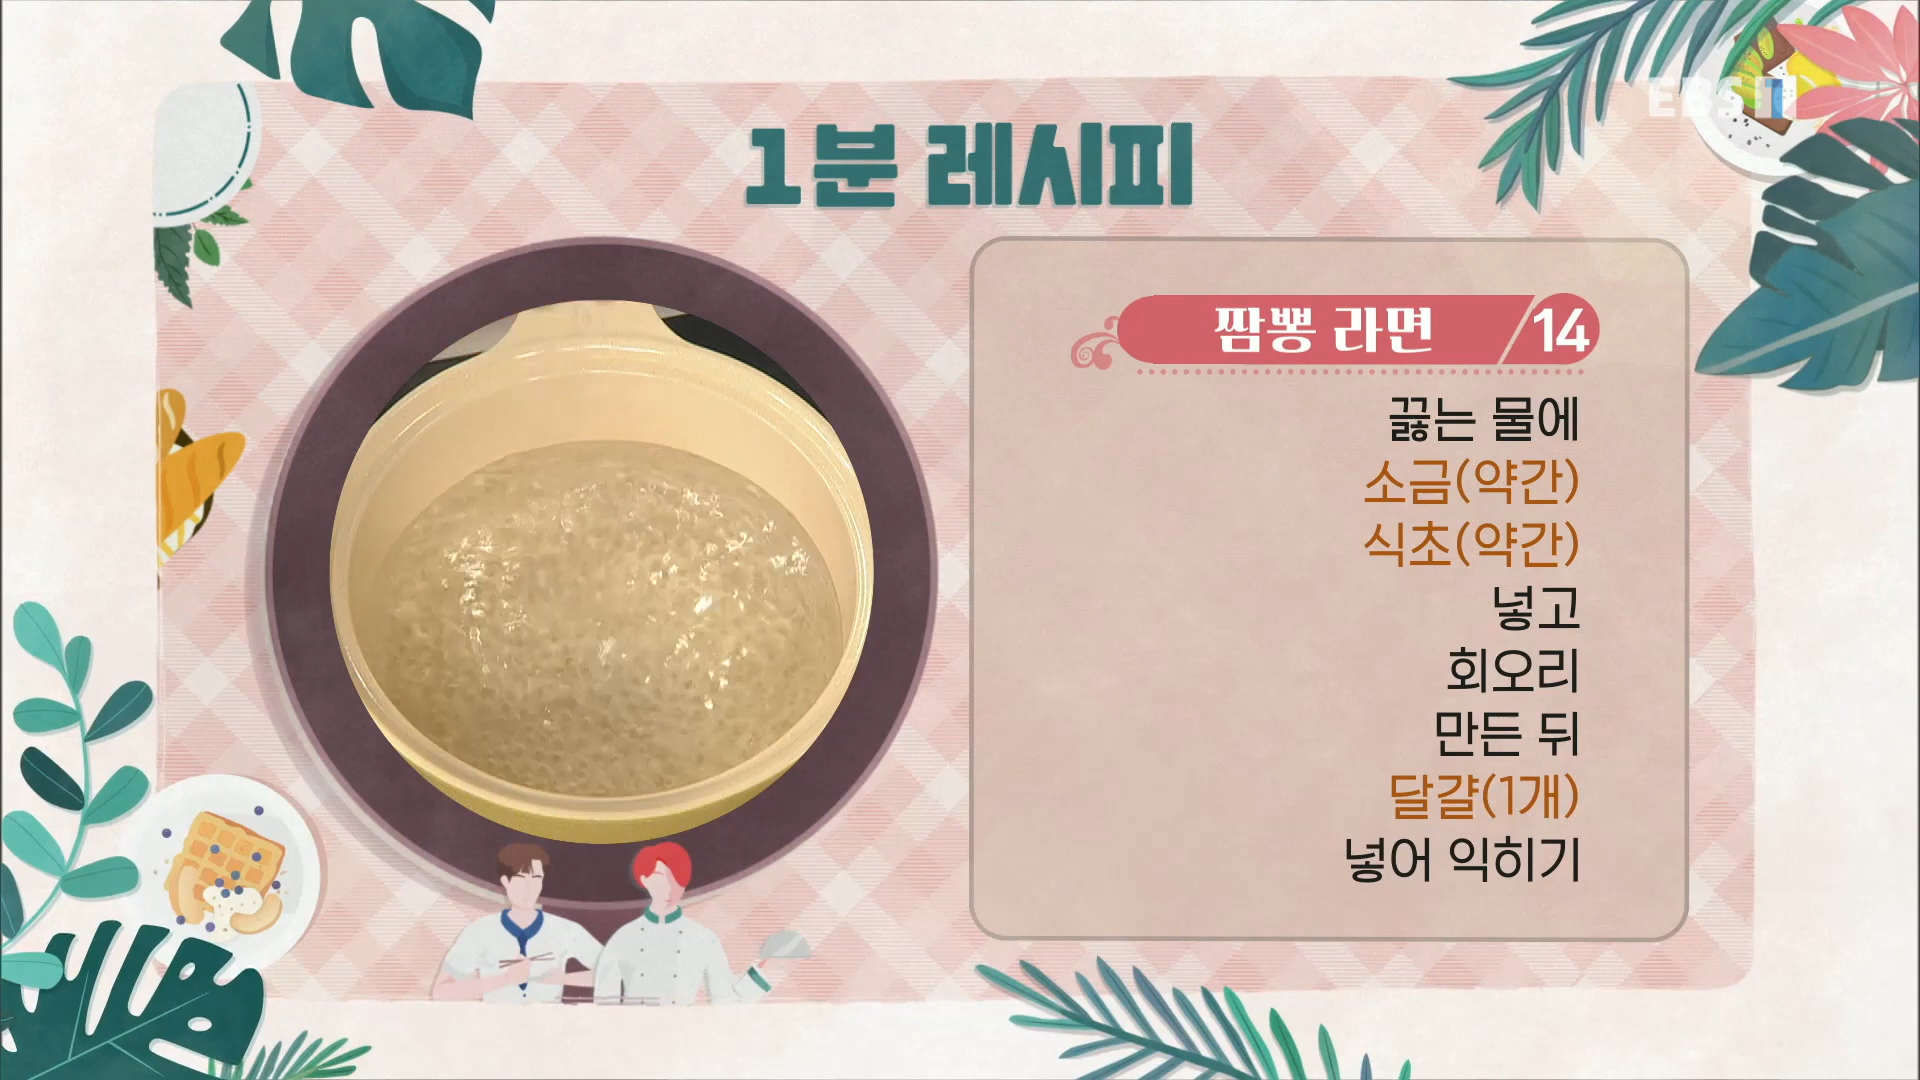 EBS 1
1분 레시피
짬뽕 라면 /14
끓는 물에
소금(약간)
식초(약간)
넣고
회오리
만든 뒤
달걀(1개)
넣어 익히기